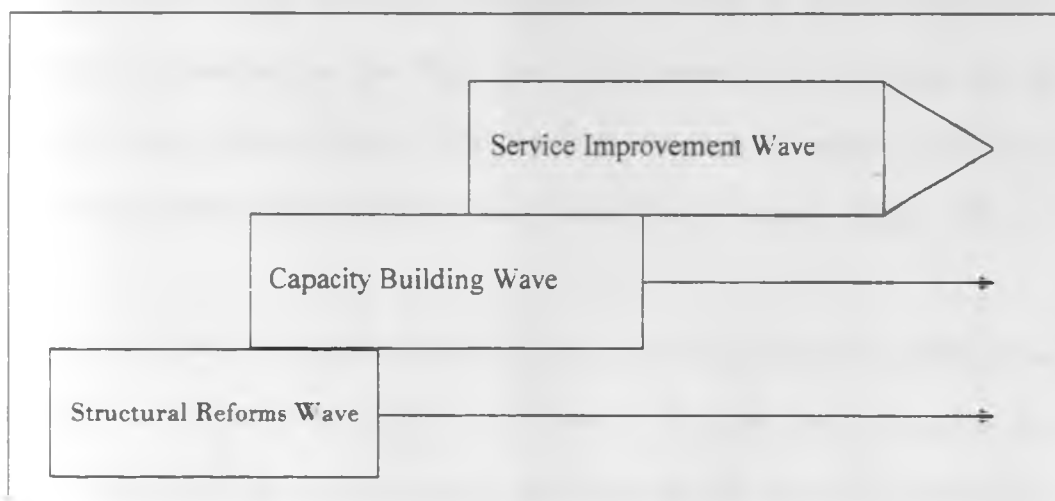 Service Improvement Wave
Capacity Building Wave
Structural Reforms Wave